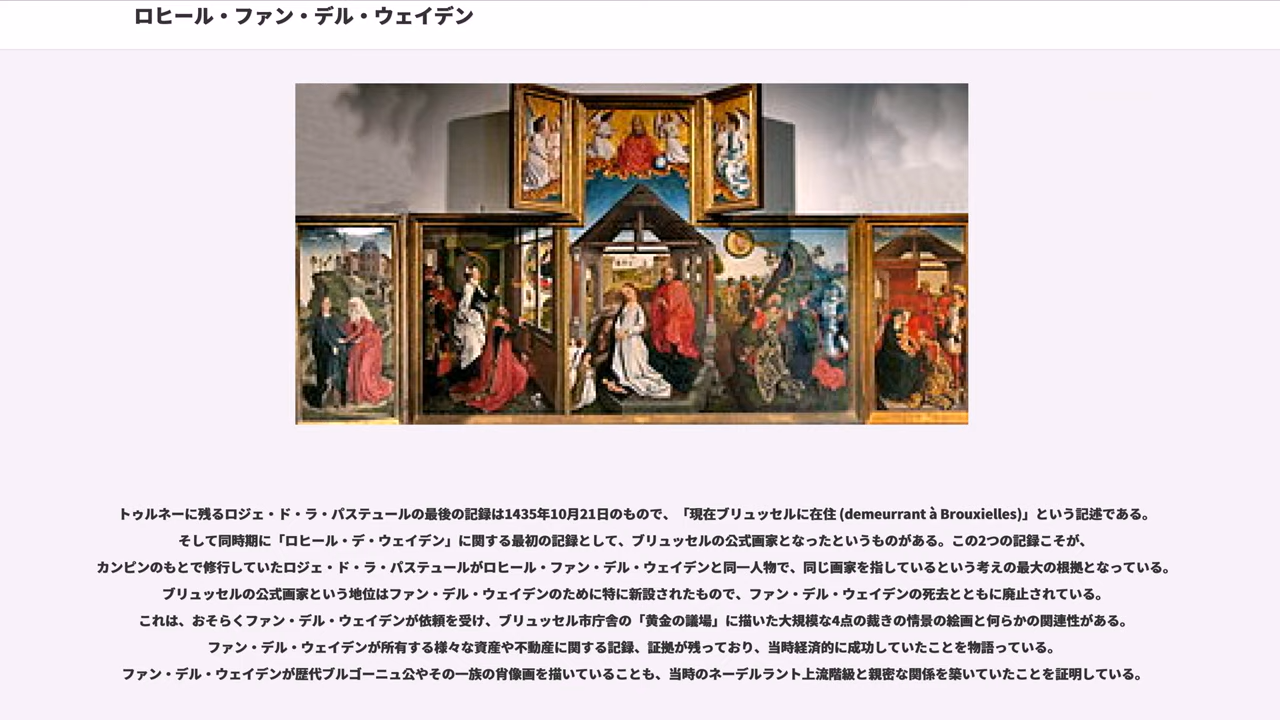 ロヒール・ファン・デル・ウェイデン
トゥルネーに残るロジェ・ド・ラ・パステュールの最後の記録は1435年10月21日のもので、「現在ブリュッセルに在住 (demeurrant à Brouxielles)」という記述である。
そして同時期に「ロヒール・デ・ウェイデン」に関する最初の記録として、ブリュッセルの公式画家となったというものがある。この2つの記録こそが、
カンピンのもとで修行していたロジェ・ド・ラ・パステュールがロヒール・ファン・デル・ウェイデンと同一人物で、同じ画家を指しているという考えの最大の根拠となっている。
ブリュッセルの公式画家という地位はファン・デル・ウェイデンのために特に新設されたもので、ファン・デル・ウェイデンの死去とともに廃止されている。
これは、おそらくファン・デル・ウェイデンが依頼を受け、ブリュッセル市庁舎の「黄金の議場」に描いた大規模な4点の裁きの情景の絵画と何らかの関連性がある。
ファン・デル・ウェイデンが所有する様々な資産や不動産に関する記録、証拠が残っており、当時経済的に成功していたことを物語っている。
ファン・デル・ウェイデンが歴代ブルゴーニュ公やその一族の肖像画を描いていることも、当時のネーデルラント上流階級と親密な関係を築いていたことを証明している。